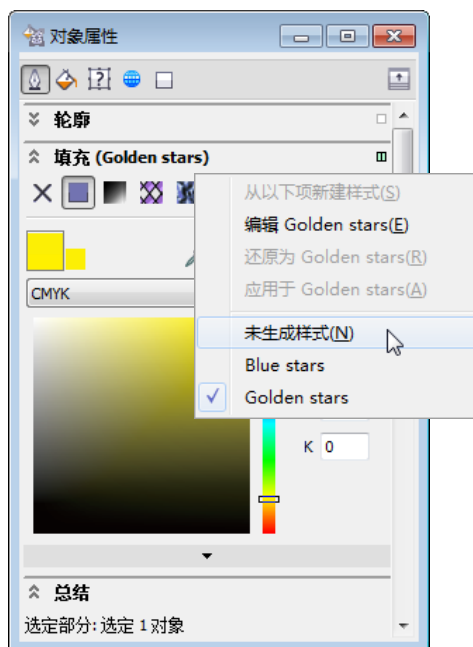 对象属性
轮廓
填充 (Golden stars)
从以下项新建样式(S)
编辑 Golden stars(E)
还原为 Golden stars(R)
应用于 Golden stars(A)
CMYK
未生成样式(N)
Blue stars
Golden stars
K 0
总结
选定部分: 选定 1 对象